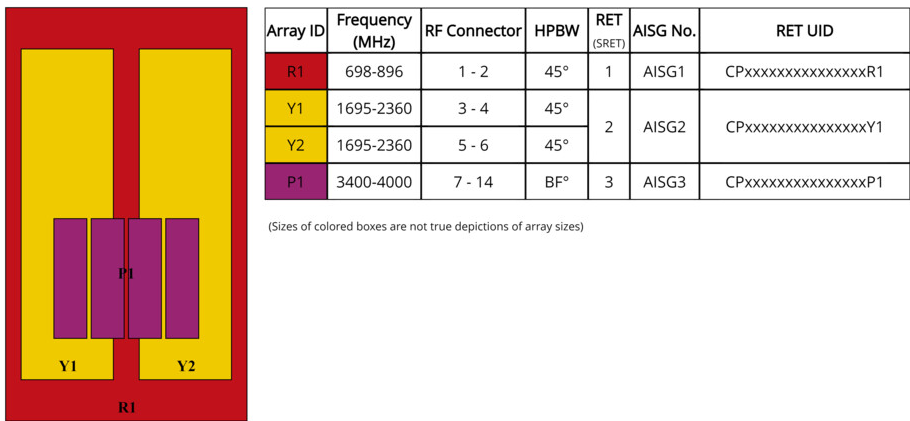 P1
Y1 Y2
R1
Array ID Frequency (MHz) RF Connector HPBW RET (SRET) AISG No. RET UID
R1 698-896 1 - 2 45° 1 AISG1 CPxxxxxxxxxxxxxxxR1
Y1 1695-2360 3 - 4 45° 2 AISG2 CPxxxxxxxxxxxxxxxY1
Y2 1695-2360 5 - 6 45°
P1 3400-4000 7 - 14 BF° 3 AISG3 CPxxxxxxxxxxxxxxxP1
(Sizes of colored boxes are not true depictions of array sizes)